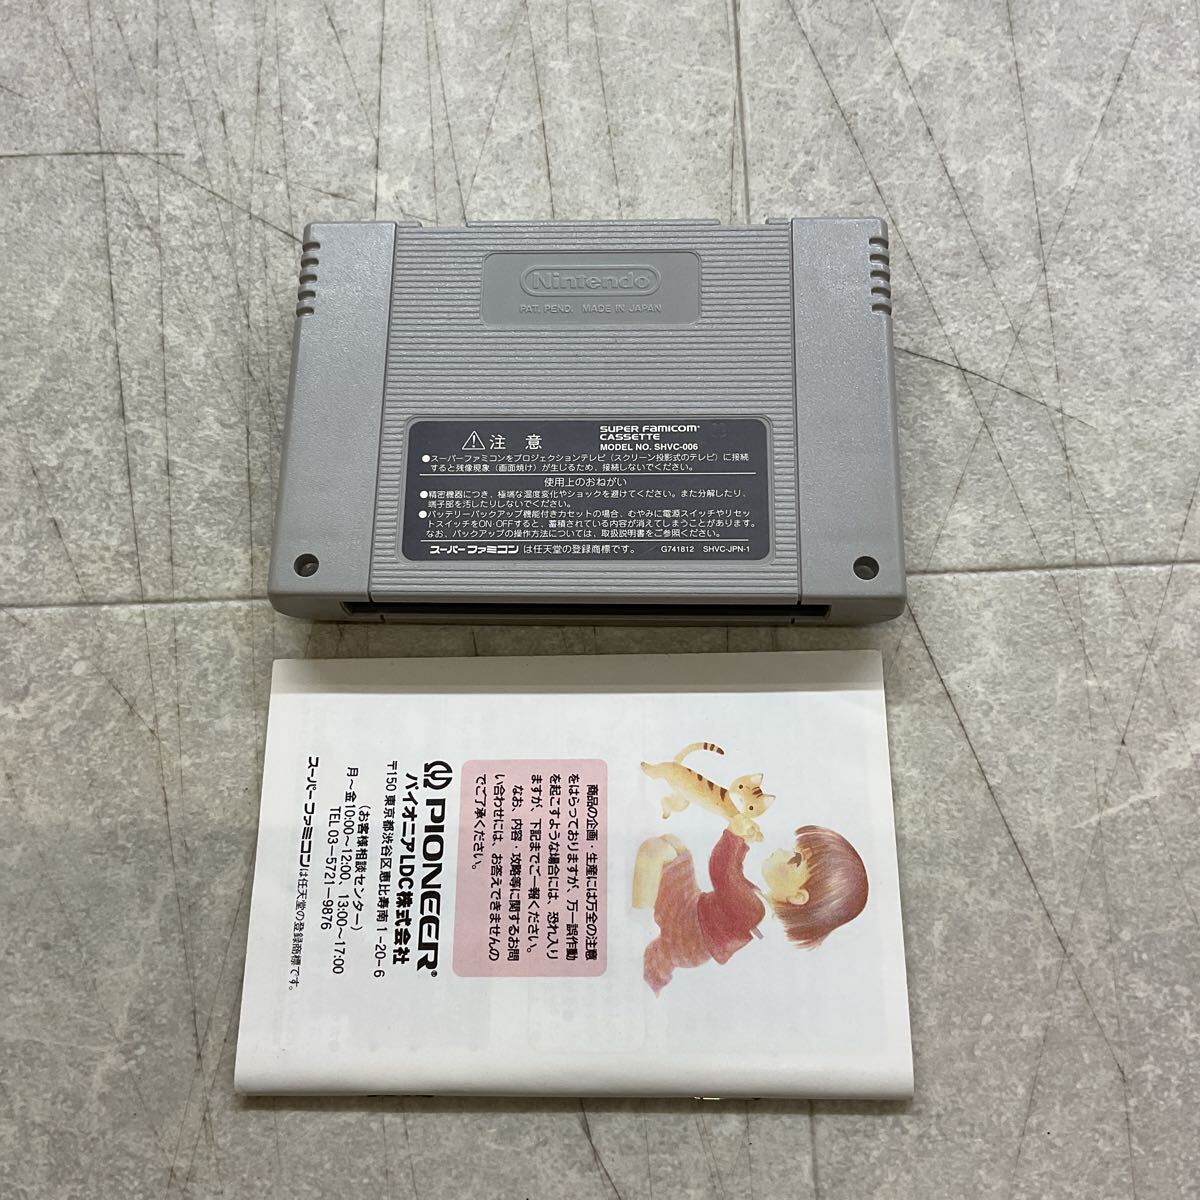 Nintendo
PAT. PEND. MADE IN JAPAN
注意
SUPER FAMICOM
CASSETTE
MODEL NO. SHVC-006
●スーパーファミコンをプロジェクションテレビ(スクリーン投影式のテレビ)に接続
すると残像現象(画面焼け)が生じるため、接続しないでください。
使用上のおねがい
●精密機器につき、極端な温度変化やショックを避けてください。また分解したり、
端子部を汚したりしないでください。
●バッテリーバックアップ機能付きカセットの場合、むやみに電源スイッチやリセッ
トスイッチをON・OFFすると、蓄積されている内容が消えてしまうことがあります。
なお、バックアップの操作方法については、取扱説明書をご参照ください。
スーパーファミコン は任天堂の登録商標です。
G741812 SHVC-JPN-1
商品の企画・生産には万全の注意
をはらっておりますが、万一誤作動
を起こすような場合には、恐れ入り
ますが、下記までご一報ください。
なお、内容・攻略等に関するお問
い合わせには、お答えできませんの
でご了承ください。
PIONEER®
パイオニアLDC株式会社
〒150 東京都渋谷区恵比寿南1-20-6
(お客様相談センター)
月～金10:00～12:00、13:00～17:00
TEL 03-5721-9876
スーパーファミコンは任天堂の登録商標です。